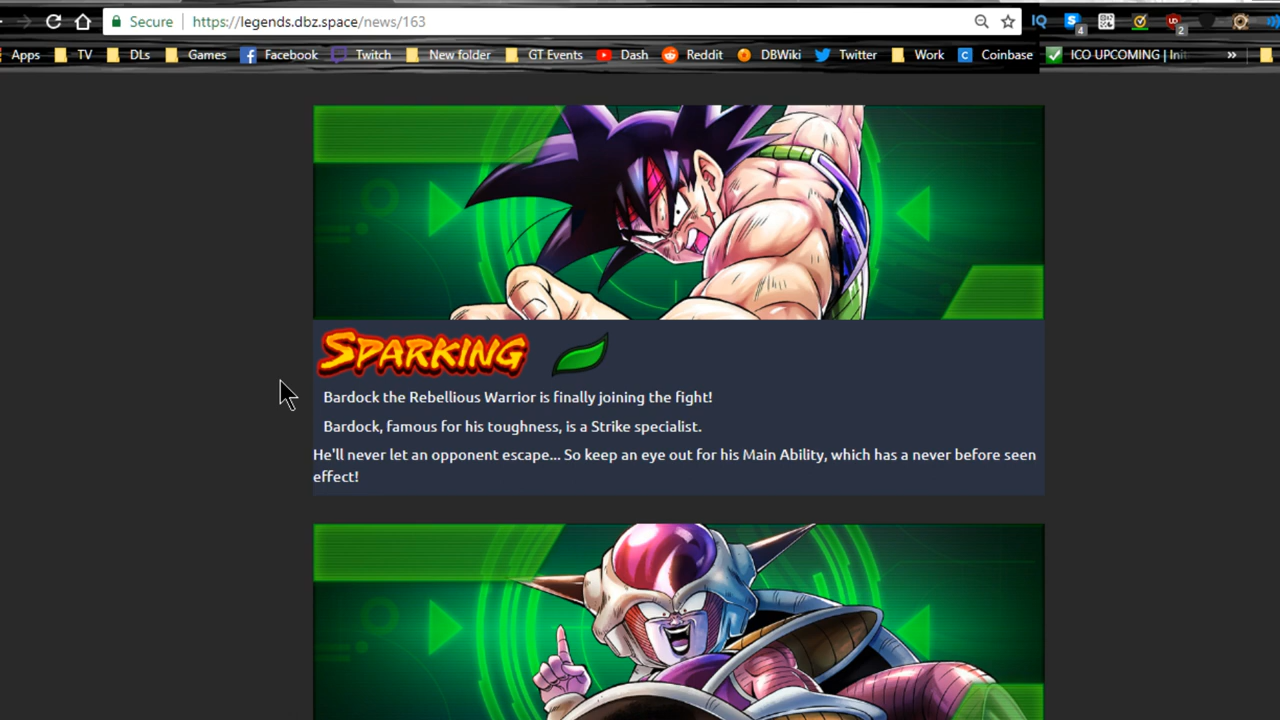 Secure https://legends.dbz.space/news/163 IQ 4 2
Apps TV DLs Games Facebook Twitch New folder GT Events Dash Reddit DBWiki Twitter Work Coinbase ICO UPCOMING | Init »
SPARKING
Bardock the Rebellious Warrior is finally joining the fight!
Bardock, famous for his toughness, is a Strike specialist.
He'll never let an opponent escape... So keep an eye out for his Main Ability, which has a never before seen
effect!